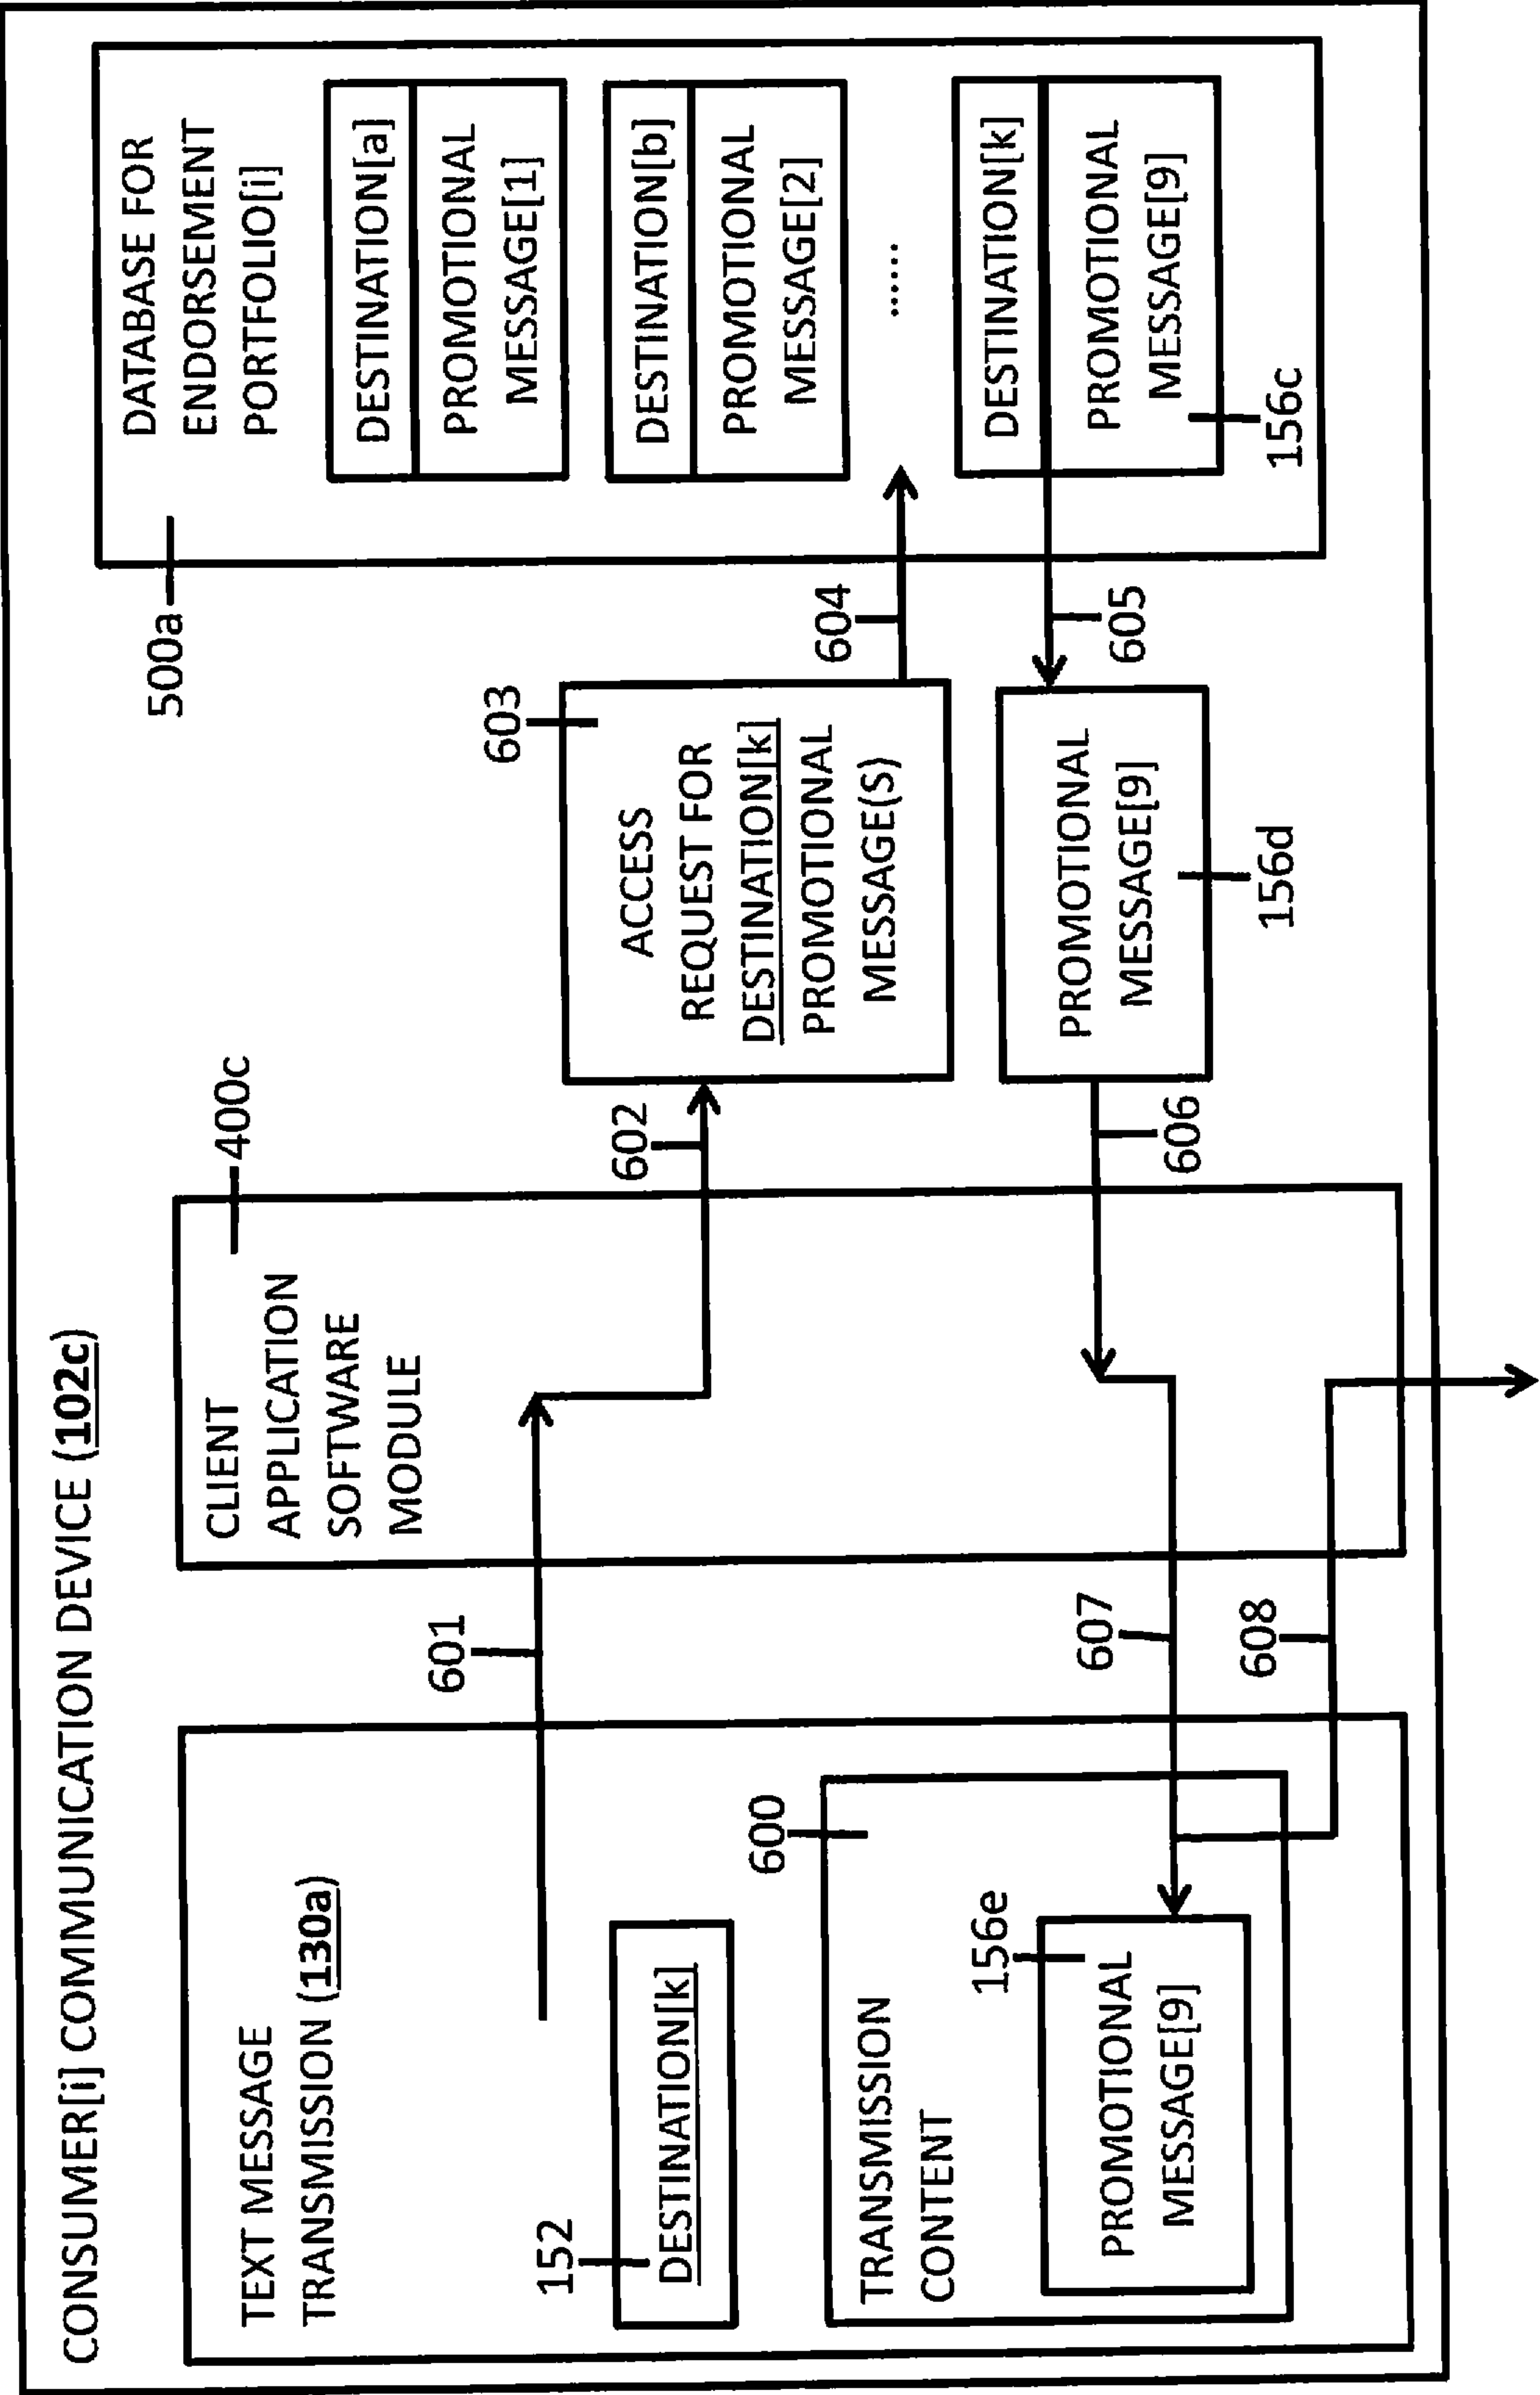 CONSUMER[i] COMMUNICATION DEVICE (102c)
TEXT MESSAGE
TRANSMISSION (130a)
152
DESTINATION[k]
600
TRANSMISSION
CONTENT
156e
PROMOTIONAL
MESSAGE[9]
601
607
608
400c
CLIENT
APPLICATION
SOFTWARE
MODULE
602
606
603
ACCESS
REQUEST FOR
DESTINATION[k]
PROMOTIONAL
MESSAGE(S)
PROMOTIONAL
MESSAGE[9]
156d
604
605
500a
DATABASE FOR
ENDORSEMENT
PORTFOLIO[i]
DESTINATION[a]
PROMOTIONAL
MESSAGE[1]
DESTINATION[b]
PROMOTIONAL
MESSAGE[2]
......
DESTINATION[k]
PROMOTIONAL
MESSAGE[9]
156c